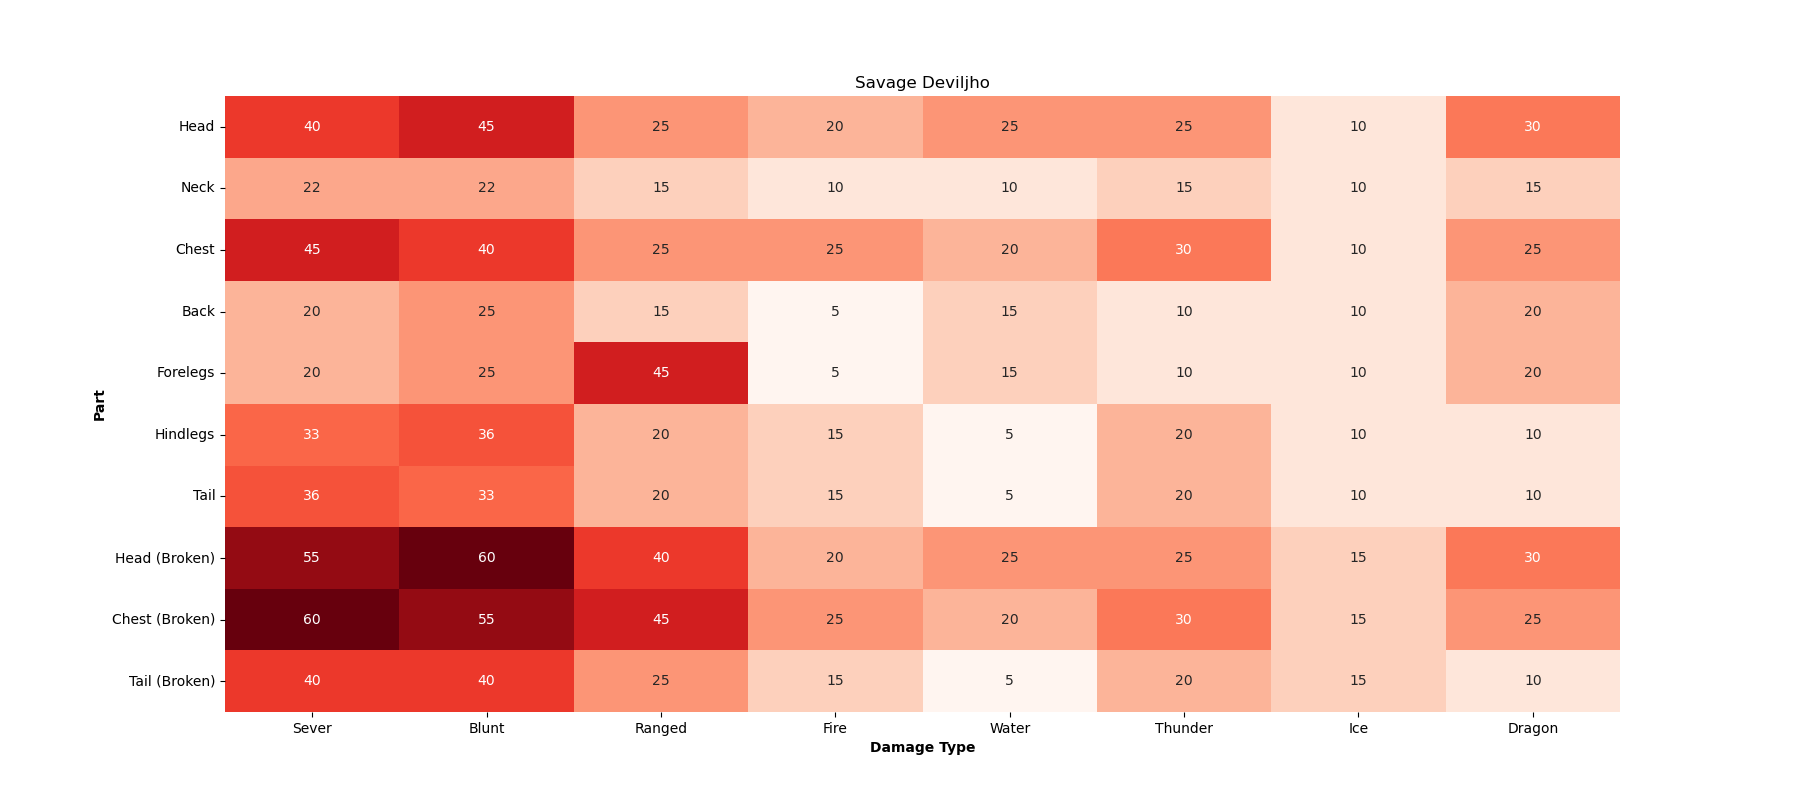 Savage Deviljho
Head 40 45 25 20 25 25 10 30
Neck 22 22 15 10 10 15 10 15
Chest 45 40 25 25 20 30 10 25
Back 20 25 15 5 15 10 10 20
Forelegs 20 25 45 5 15 10 10 20
Part
Hindlegs 33 36 20 15 5 20 10 10
Tail 36 33 20 15 5 20 10 10
Head (Broken) 55 60 40 20 25 25 15 30
Chest (Broken) 60 55 45 25 20 30 15 25
Tail (Broken) 40 40 25 15 5 20 15 10
Sever Blunt Ranged Fire Water Thunder Ice Dragon
Damage Type